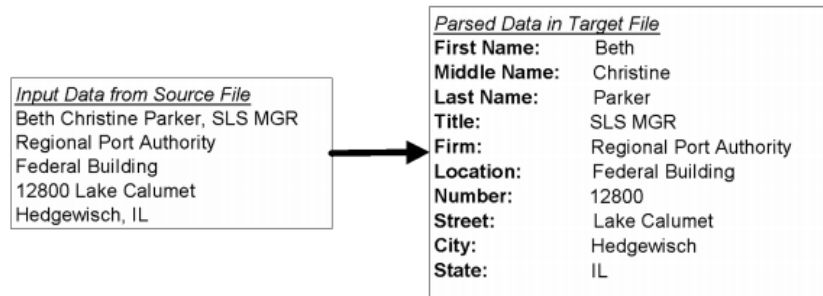 Input Data from Source File
Beth Christine Parker, SLS MGR
Regional Port Authority
Federal Building
12800 Lake Calumet
Hedgewisch, IL
Parsed Data in Target File
First Name: Beth
Middle Name: Christine
Last Name: Parker
Title: SLS MGR
Firm: Regional Port Authority
Location: Federal Building
Number: 12800
Street: Lake Calumet
City: Hedgewisch
State: IL